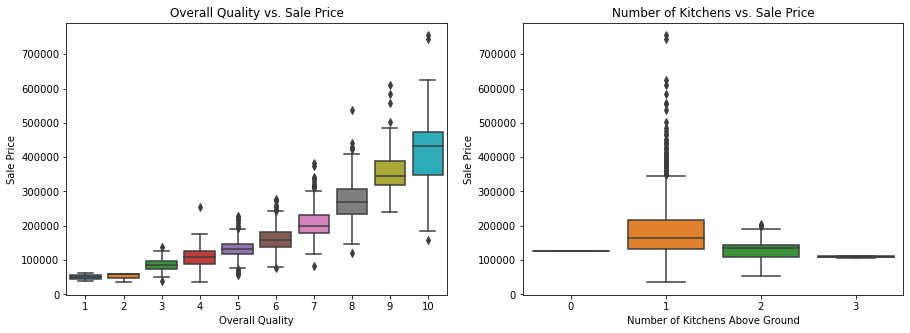 Overall Quality vs. Sale Price
Sale Price
700000
600000
500000
400000
300000
200000
100000
0
1 2 3 4 5 6 7 8 9 10
Overall Quality
Number of Kitchens vs. Sale Price
Sale Price
700000
600000
500000
400000
300000
200000
100000
0
0 1 2 3
Number of Kitchens Above Ground